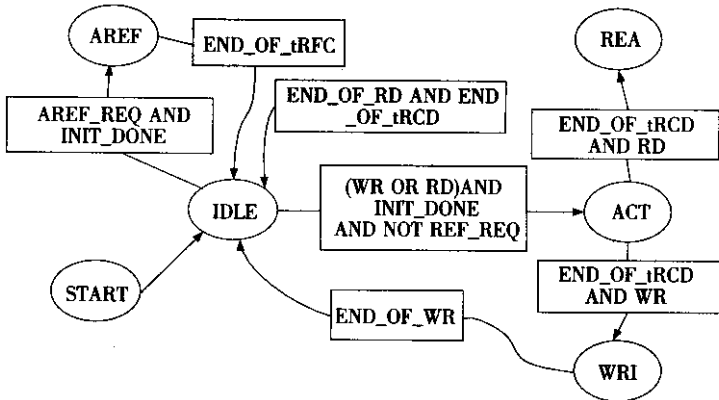 AREF
END_OF_tRFC
REA
AREF_REQ AND
INIT_DONE
END_OF_RD AND END
_OF_tRCD
END_OF_tRCD
AND RD
IDLE
(WR OR RD)AND
INIT_DONE
AND NOT REF_REQ
ACT
START
END_OF_WR
END_OF_tRCD
AND WR
WRI